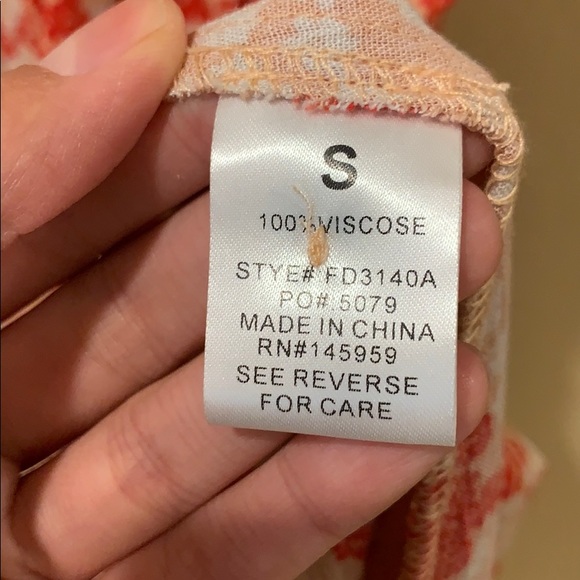 S
100% VISCOSE
STYE# FD3140A
PO#.5079
MADE IN CHINA
RN#145959
SEE REVERSE
FOR CARE